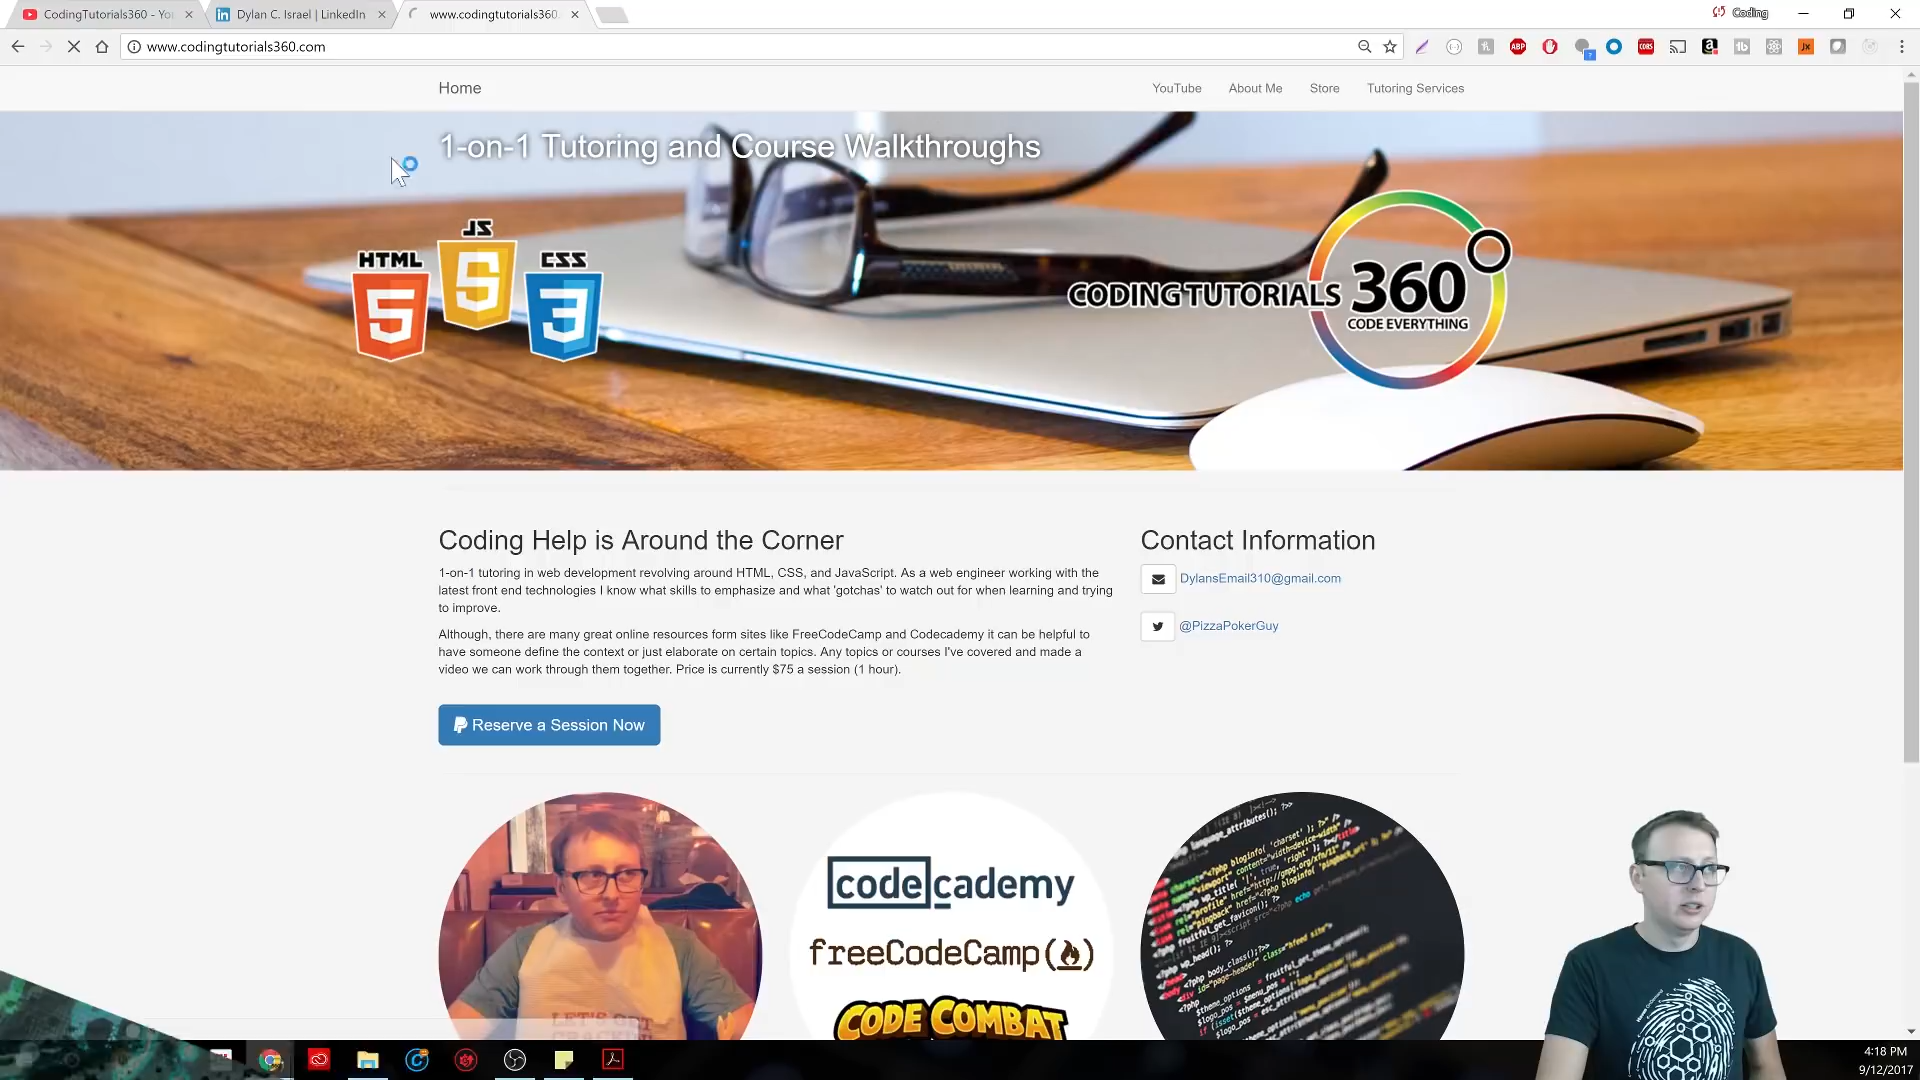 CodingTutorials360 - Yo
Dylan C. Israel | LinkedIn
www.codingtutorials360.
Coding
www.codingtutorials360.com
ABP
CORS
Home
YouTube
About Me
Store
Tutoring Services
1-on-1 Tutoring and Course Walkthroughs
HTML
JS
CSS
5
5
3
CODING TUTORIALS 360
CODE EVERYTHING
Coding Help is Around the Corner
1-on-1 tutoring in web development revolving around HTML, CSS, and JavaScript. As a web engineer working with the
latest front end technologies I know what skills to emphasize and what 'gotchas' to watch out for when learning and trying
to improve.
Although, there are many great online resources form sites like FreeCodeCamp and Codecademy it can be helpful to
have someone define the context or just elaborate on certain topics. Any topics or courses I've covered and made a
video we can work through them together. Price is currently $75 a session (1 hour).
Reserve a Session Now
Contact Information
DylansEmail310@gmail.com
@PizzaPokerGuy
codecademy
freeCodeCamp
CODE COMBAT
4:18 PM
9/12/2017